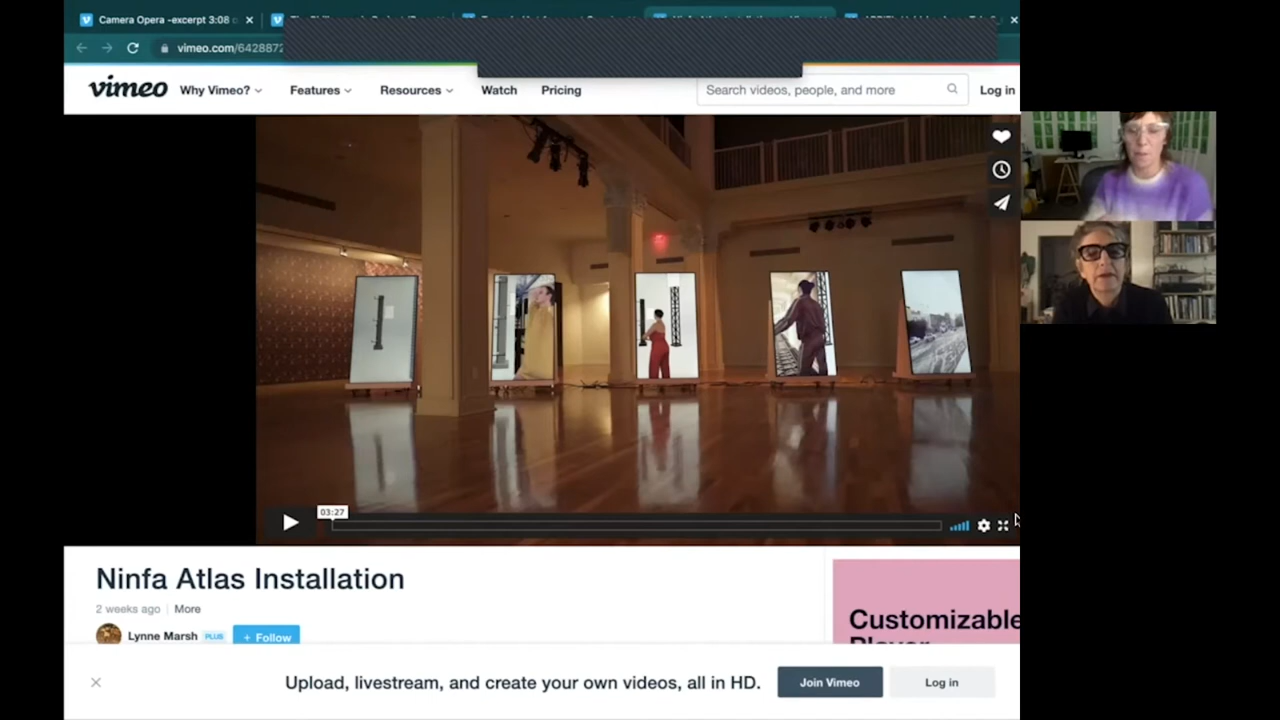 Camera Opera -excerpt 3:08
vimeo.com/6428872
vimeo Why Vimeo? Features Resources Watch Pricing Search videos, people, and more Log in
03:27
Ninfa Atlas Installation
2 weeks ago | More
Lynne Marsh PLUS + Follow
Customizable
Player
Upload, livestream, and create your own videos, all in HD. Join Vimeo Log in